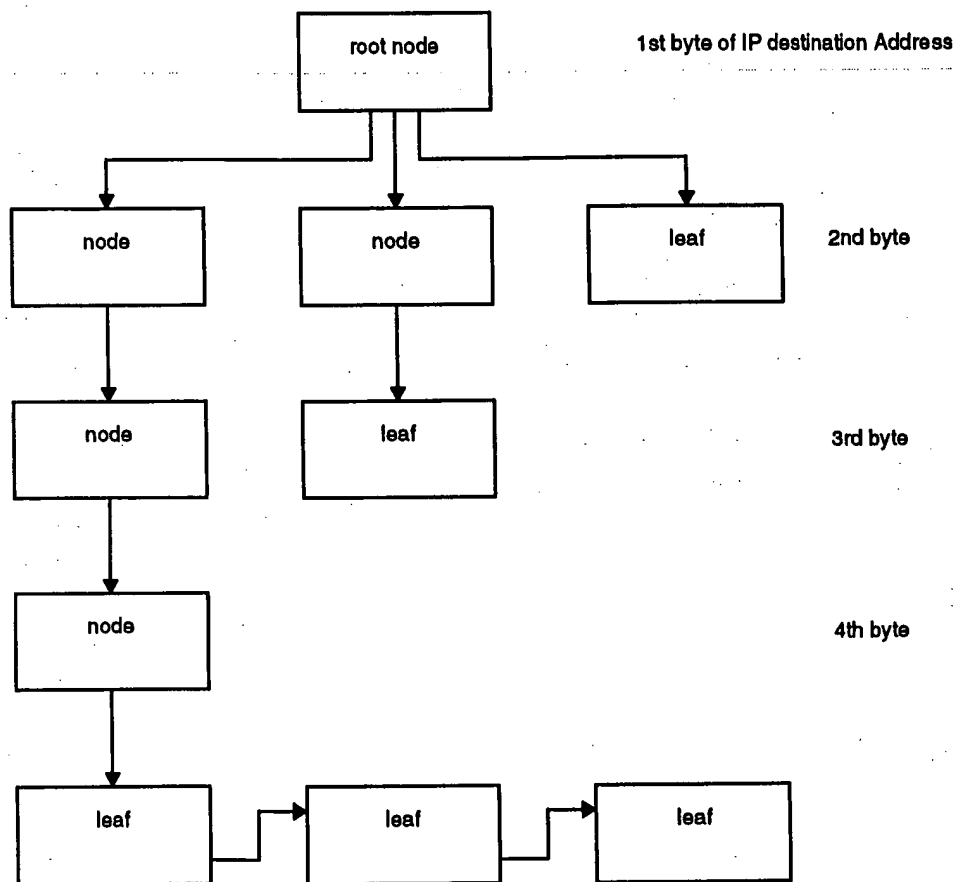 root node
1st byte of IP destination Address
node
node
leaf
2nd byte
node
leaf
3rd byte
node
4th byte
leaf
leaf
leaf